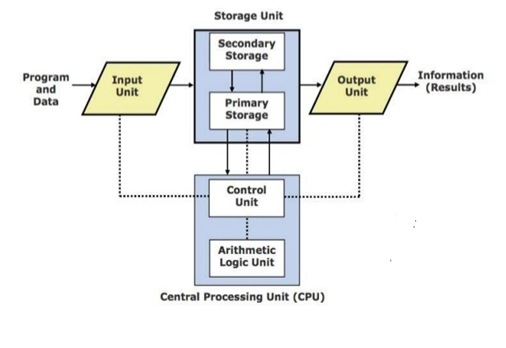 Storage Unit
Secondary
Storage
Program
and
Data
Input
Unit
Primary
Storage
Output
Unit
Information
(Results)
Control
Unit
Arithmetic
Logic Unit
Central Processing Unit (CPU)